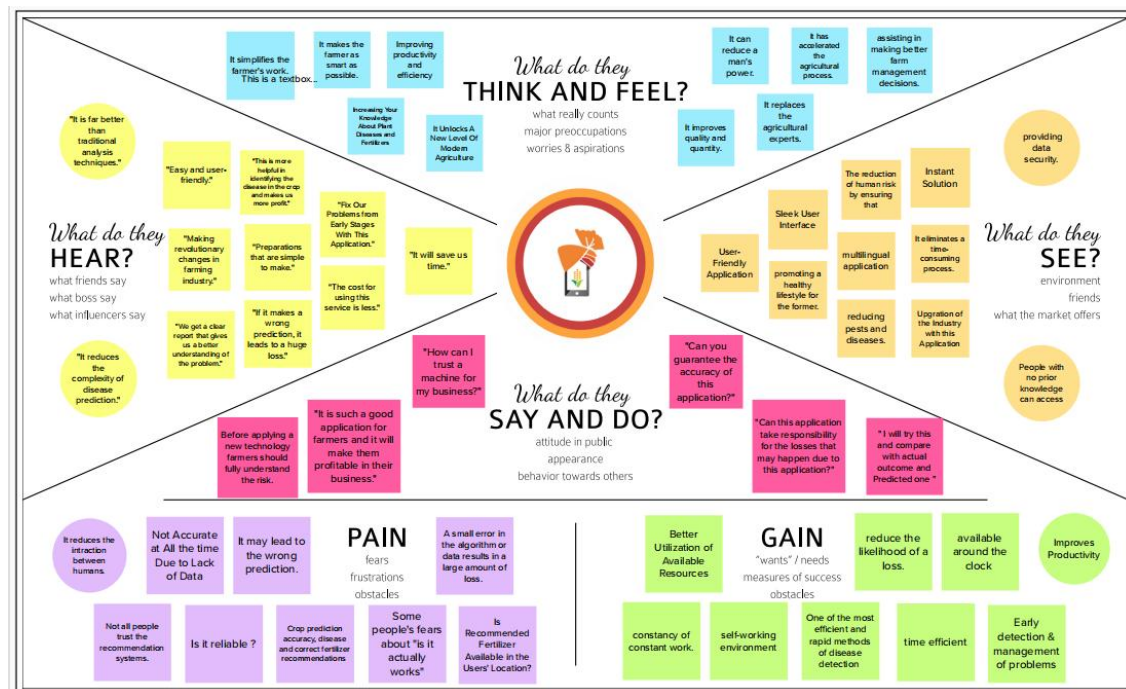 What do they
THINK AND FEEL?
what really counts
major preoccupations
worries & aspirations
It simplifies the
farmer's work.
This is a textbox...
It makes the
farmer as
smart as
possible.
Improving
productivity
and
efficiency
Increasing Your
Knowledge
About Plant
Diseases and
Fertilizers
It Unlocks A
New Level Of
Modern
Agriculture
It can
reduce a
man's
power.
It has
accelerated
the
agricultural
process.
assisting in
making better
farm
management
decisions.
It improves
quality and
quantity.
It replaces
the
agricultural
experts.
What do they
HEAR?
what friends say
what boss say
what influencers say
"It is far better
than
traditional
analysis
techniques."
"Easy and user-
friendly."
"This is more
helpful in
identifying the
disease in the crop
and makes us
more profit."
"Fix Our
Problems from
Early Stages
With This
Application."
"Making
revolutionary
changes in
farming
industry."
"Preparations
that are simple
to make."
"It will save us
time."
"The cost for
using this
service is less."
"We get a clear
report that gives
us a better
understanding of
the problem."
"If it makes a
wrong
prediction, it
leads to a huge
loss."
"It reduces
the
complexity of
disease
prediction."
What do they
SEE?
environment
friends
what the market offers
providing
data
security.
The reduction
of human risk
by ensuring
that
Instant
Solution
Sleek User
Interface
User-
Friendly
Application
multilingual
application
It eliminates a
time-
consuming
process.
promoting a
healthy
lifestyle for
the former.
reducing
pests and
diseases.
Upgration of
the Industry
with this
Application
People with
no prior
knowledge
can access
What do they
SAY AND DO?
attitude in public
appearance
behavior towards others
"How can I
trust a
machine for
my business?"
"It is such a good
application for
farmers and it will
make them
profitable in their
business."
Before applying a
new technology
farmers should
fully understand
the risk.
"Can you
guarantee the
accuracy of
this
application?"
"Can this application
take responsibility
for the losses that
may happen due to
this application?"
" I will try this
and compare
with actual
outcome and
Predicted one "
PAIN
fears
frustrations
obstacles
It reduces the
intraction
between
humans.
Not Accurate
at All the time
Due to Lack
of Data
It may lead to
the wrong
prediction.
A small error in
the algorithm or
data results in a
large amount of
loss.
Not all people
trust the
recommendation
systems.
Is it reliable ?
Crop prediction
accuracy, disease
and correct fertilizer
recommendations
Some
people's fears
about "is it
actually
works"
Is
Recommended
Fertilizer
Available in the
Users' Location?
GAIN
"wants" / needs
measures of success
obstacles
Better
Utilization of
Available
Resources
reduce the
likelihood of a
loss.
available
around the
clock
Improves
Productivity
constancy of
constant work.
self-working
environment
One of the most
efficient and
rapid methods
of disease
detection
time efficient
Early
detection &
management
of problems